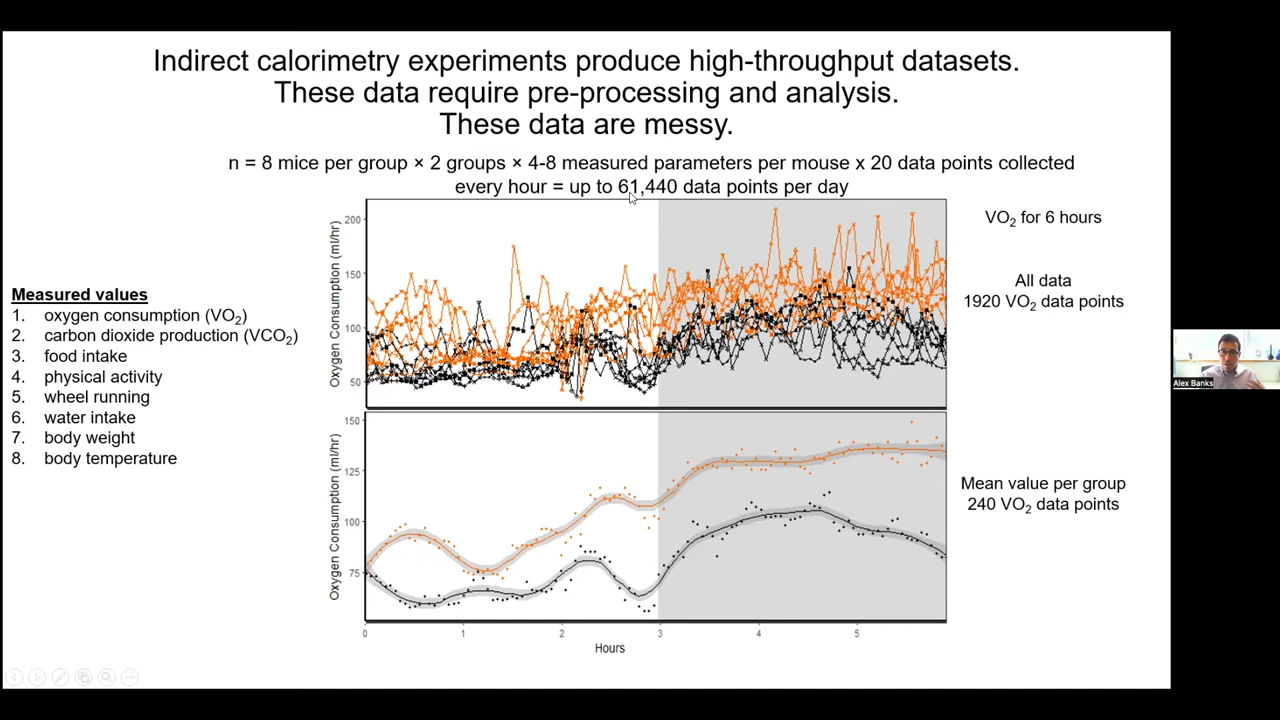 Indirect calorimetry experiments produce high-throughput datasets.
These data require pre-processing and analysis.
These data are messy.
n = 8 mice per group × 2 groups × 4-8 measured parameters per mouse x 20 data points collected
every hour = up to 61,440 data points per day
Measured values
1. oxygen consumption (VO2)
2. carbon dioxide production (VCO2)
3. food intake
4. physical activity
5. wheel running
6. water intake
7. body weight
8. body temperature
Oxygen Consumption (ml/hr)
200
150
100
50
VO2 for 6 hours
All data
1920 VO2 data points
Oxygen Consumption (ml/hr)
150
125
100
75
0 1 2 3 4 5
Hours
Mean value per group
240 VO2 data points
Alex Banks